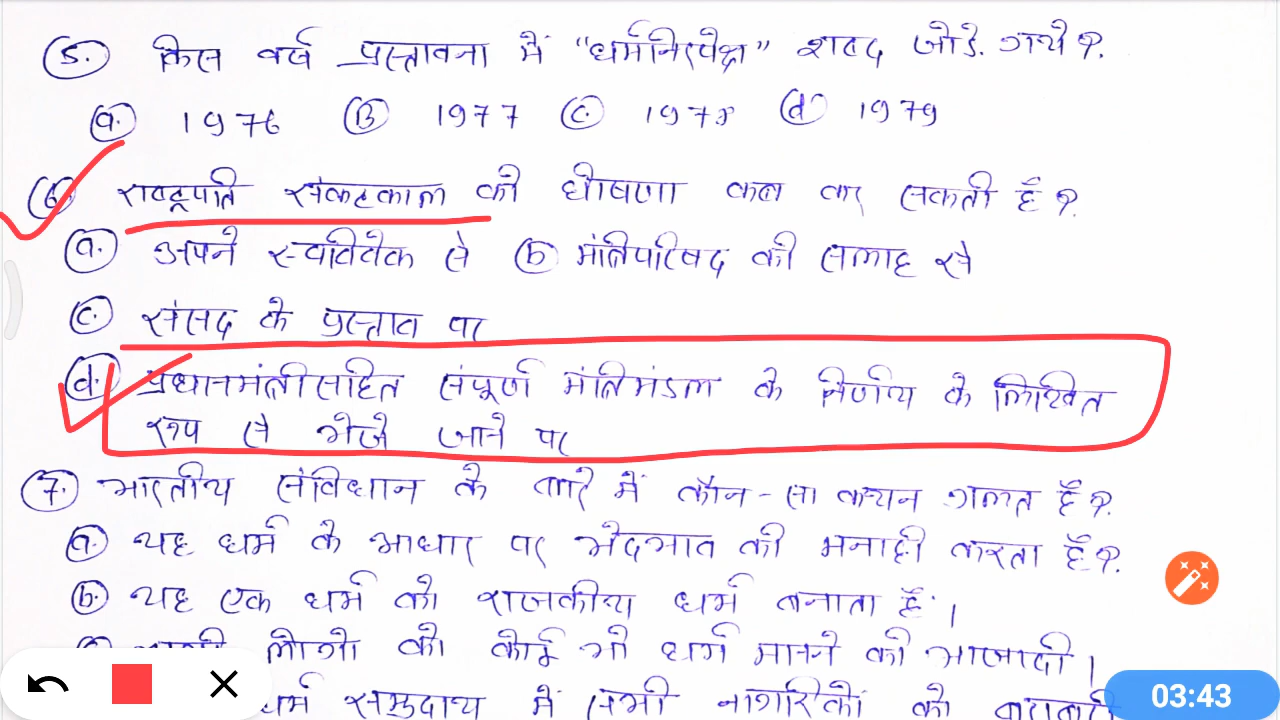 5. किस वर्ष प्रस्तावना में "धर्मनिरपेक्ष" शब्द जोडे. गये?.
a. 1976 B 1977 C. 1978 d 1979
6. राष्ट्रपति संकटकाल की घोषणा कब कर सकती हैं?.
a. अपने स्वविवेक से b मंत्रिपरिषद की सलाह से
C. संसद के प्रस्ताव पर
d. प्रधानमंत्रीसहित संपूर्ण मंत्रिमंडल के निर्णय के लिखित
रूप से भेजे जाने पर
7. भारतीय संविधान के बारे में कौन-सा कथन गलत हैं?.
a. यह धर्म के आधार पर भेदभाव की मनाही करता हैं?.
b. यह एक धर्म को राजकीय धर्म बनाता हैं.।
लोगो को कोई भी धर्म मानने की आजादी।
धर्म समुदाय में सभी नागरिकों को बराबरी
03:43